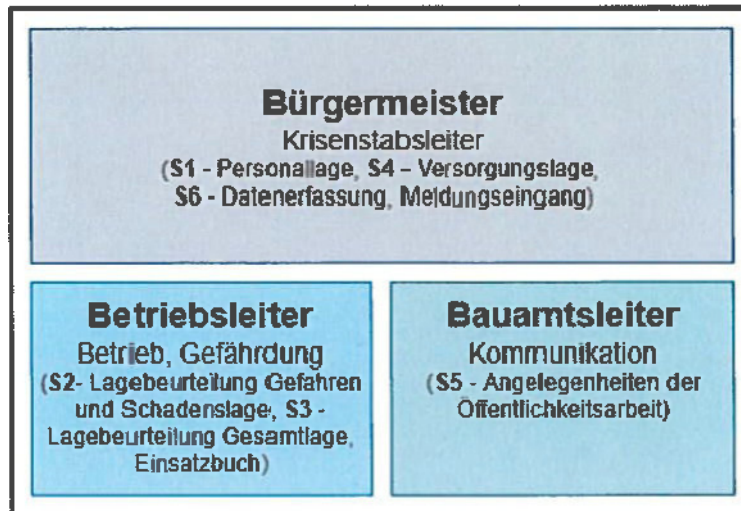 Bürgermeister
Krisenstabsleiter
(S1 - Personallage, S4 – Versorgungslage,
S6 - Datenerfassung, Meldungseingang)
Betriebsleiter
Betrieb, Gefährdung
(S2- Lagebeurteilung Gefahren
und Schadenslage, S3 -
Lagebeurteilung Gesamtlage,
Einsatzbuch)
Bauamtsleiter
Kommunikation
(S5 - Angelegenheiten der
Öffentlichkeitsarbeit)